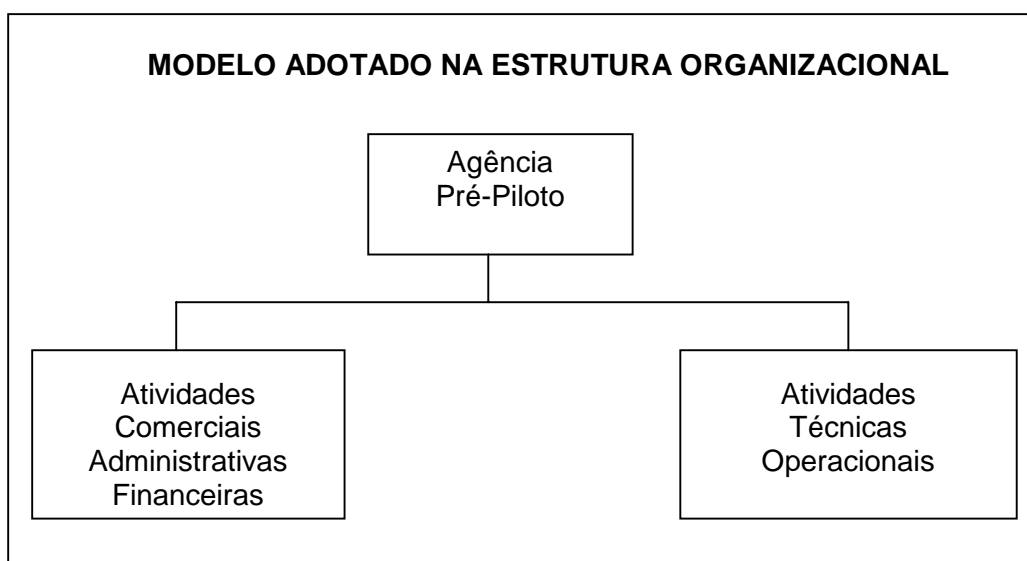 MODELO ADOTADO NA ESTRUTURA ORGANIZACIONAL
Agência
Pré-Piloto
Atividades
Comerciais
Administrativas
Financeiras
Atividades
Técnicas
Operacionais